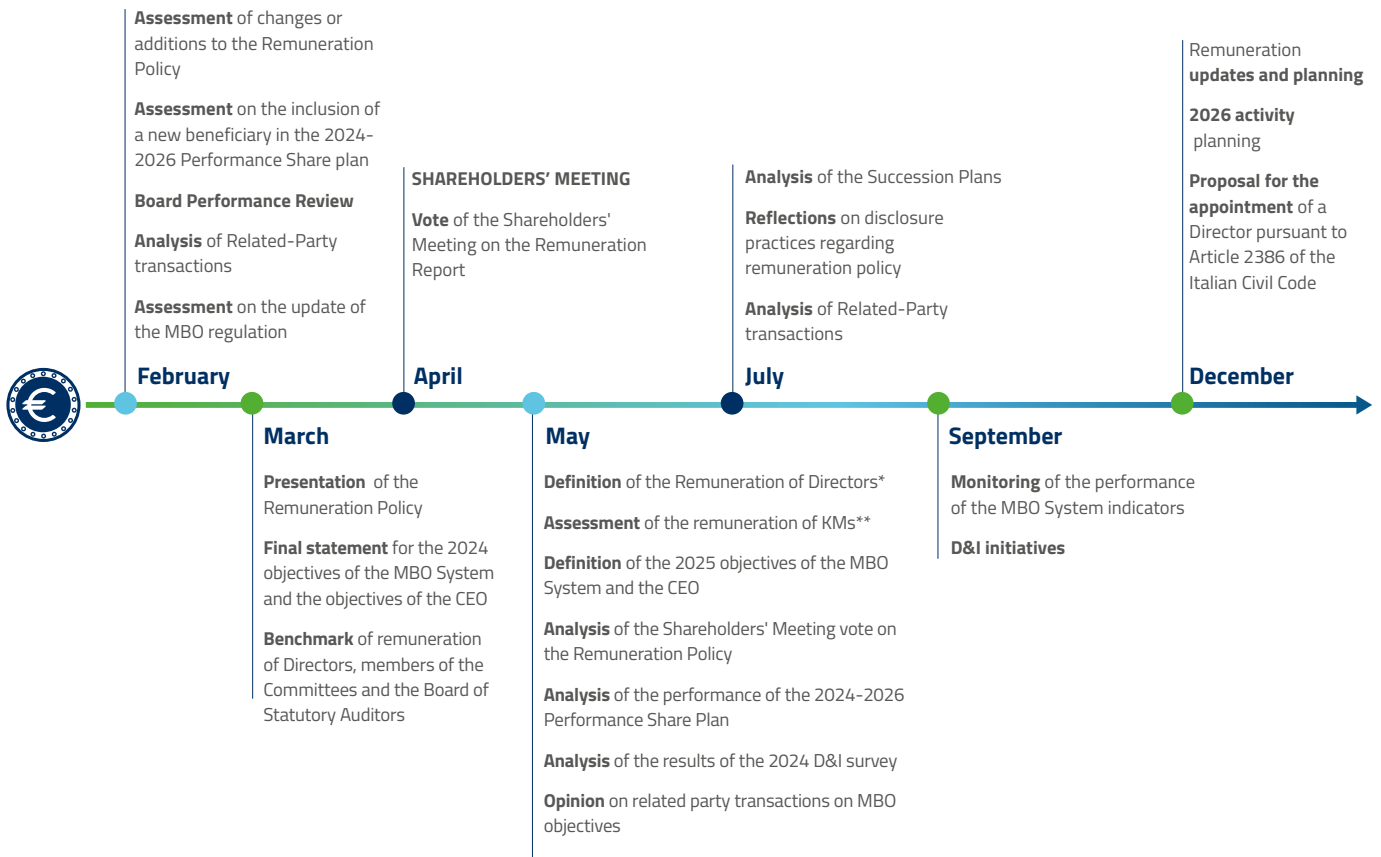 Assessment of changes or
additions to the Remuneration
Policy
Assessment on the inclusion of
a new beneficiary in the 2024-
2026 Performance Share plan
Board Performance Review
Analysis of Related-Party
transactions
Assessment on the update of
the MBO regulation
February
March
Presentation of the
Remuneration Policy
Final statement for the 2024
objectives of the MBO System
and the objectives of the CEO
Benchmark of remuneration
of Directors, members of the
Committees and the Board of
Statutory Auditors
SHAREHOLDERS' MEETING
Vote of the Shareholders'
Meeting on the Remuneration
Report
April
May
Definition of the Remuneration of Directors*
Assessment of the remuneration of KMs**
Definition of the 2025 objectives of the MBO
System and the CEO
Analysis of the Shareholders' Meeting vote on
the Remuneration Policy
Analysis of the performance of the 2024-2026
Performance Share Plan
Analysis of the results of the 2024 D&I survey
Opinion on related party transactions on MBO
objectives
Analysis of the Succession Plans
Reflections on disclosure
practices regarding
remuneration policy
Analysis of Related-Party
transactions
July
September
Monitoring of the performance
of the MBO System indicators
D&I initiatives
Remuneration
updates and planning
2026 activity
planning
Proposal for the
appointment of a
Director pursuant to
Article 2386 of the
Italian Civil Code
December
€